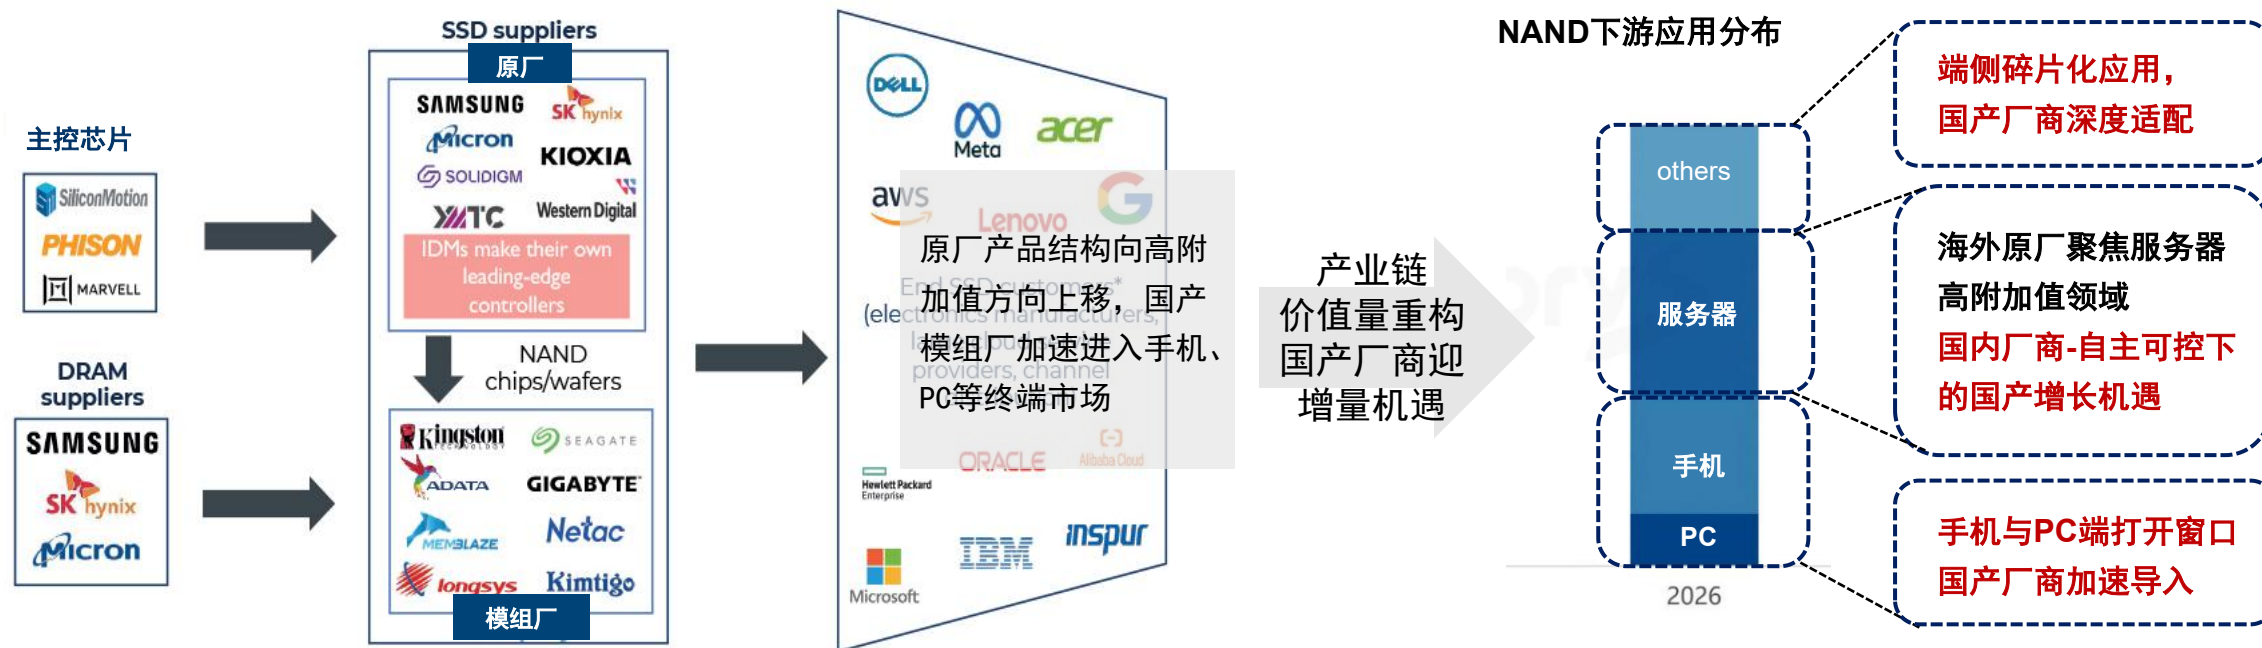 SSD suppliers
原厂
SAMSUNG
SK hynix
Micron
KIOXIA
SOLIDIGM
YMTC
Western Digital
IDMs make their own
leading-edge
controllers
主控芯片
SiliconMotion
PHISON
MARVELL
NAND
chips/wafers
DRAM
suppliers
SAMSUNG
SK hynix
Micron
Kingston
TECHNOLOGY
SEAGATE
ADATA
GIGABYTE
MEMBLAZE
Netac
longsys
Kimtigo
模组厂
DELL
Meta
acer
aws
Lenovo
G
End SSD customers*
(electronics manufacturers,
providers, channel
原厂产品结构向高附
加值方向上移，国产
模组厂加速进入手机、
PC等终端市场
ORACLE
Alibaba Cloud
Hewlett Packard
Enterprise
IBM
inspur
Microsoft
产业链
价值量重构
国产厂商迎
增量机遇
NAND下游应用分布
others
服务器
手机
PC
2026
端侧碎片化应用，
国产厂商深度适配
海外原厂聚焦服务器
高附加值领域
国内厂商-自主可控下
的国产增长机遇
手机与PC端打开窗口
国产厂商加速导入